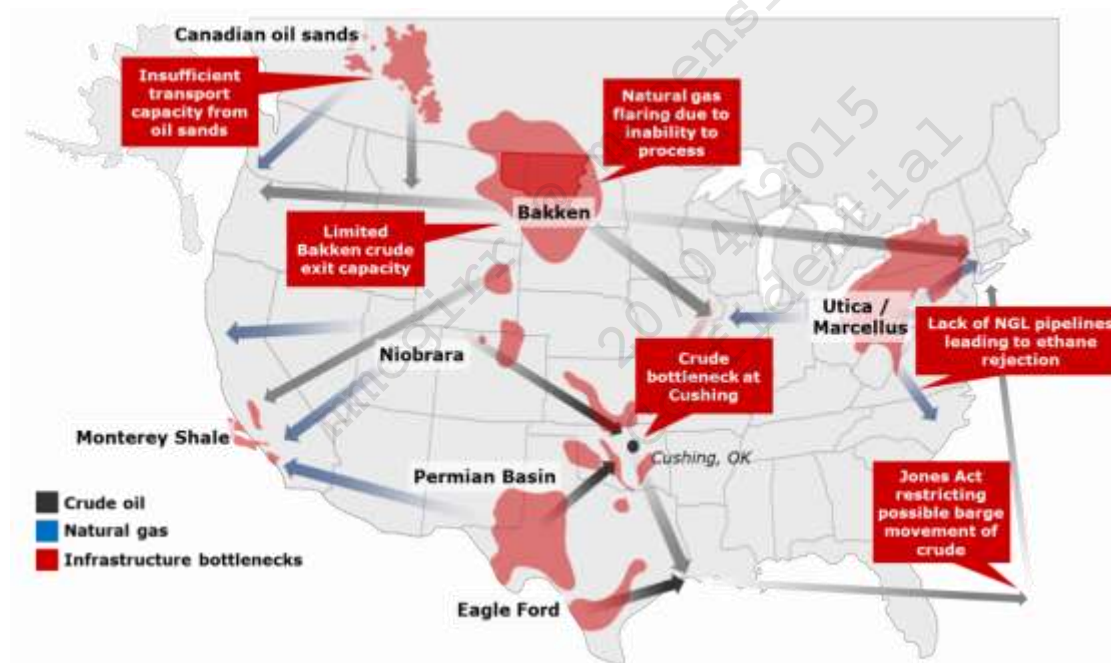 Canadian oil sands
Insufficient
transport
capacity from
oil sands
Natural gas
flaring due to
inability to
process
Bakken
Limited
Bakken crude
exit capacity
Utica /
Marcellus
Lack of NGL pipelines
leading to ethane
rejection
Niobrara
Crude
bottleneck at
Cushing
Cushing, OK
Monterey Shale
Permian Basin
Jones Act
restricting
possible barge
movement of
crude
Crude oil
Natural gas
Infrastructure bottlenecks
Eagle Ford
20/04/2015